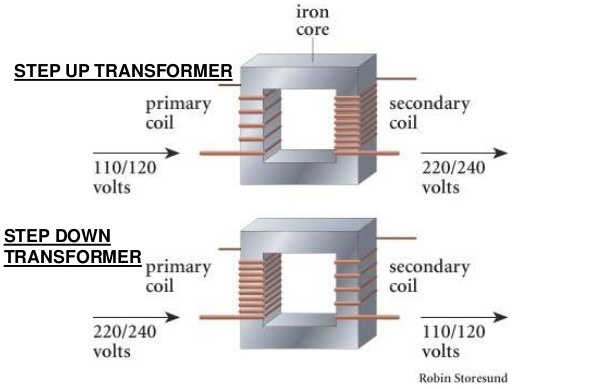 iron
core
STEP UP TRANSFORMER
primary
coil
secondary
coil
110/120
volts
220/240
volts
STEP DOWN
TRANSFORMER
primary
coil
secondary
coil
220/240
volts
110/120
volts
Robin Storesund